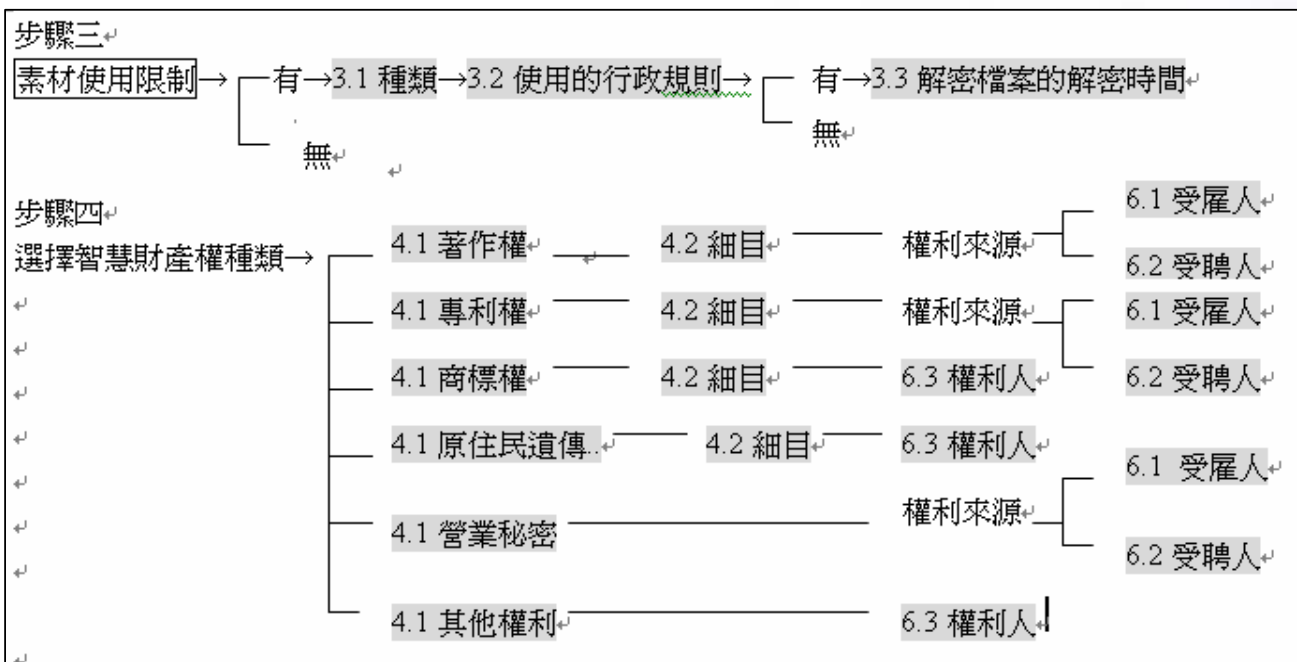 步驟三
素材使用限制→ 有→3.1 種類→3.2 使用的行政規則→ 有→3.3 解密檔案的解密時間
無 無
步驟四
選擇智慧財產權種類→
4.1 著作權 4.2 細目 權利來源 6.1 受雇人
6.2 受聘人
4.1 專利權 4.2 細目 權利來源 6.1 受雇人
6.2 受聘人
4.1 商標權 4.2 細目 6.3 權利人
4.1 原住民遺傳.. 4.2 細目 6.3 權利人
4.1 營業秘密 權利來源 6.1 受雇人
6.2 受聘人
4.1 其他權利 6.3 權利人